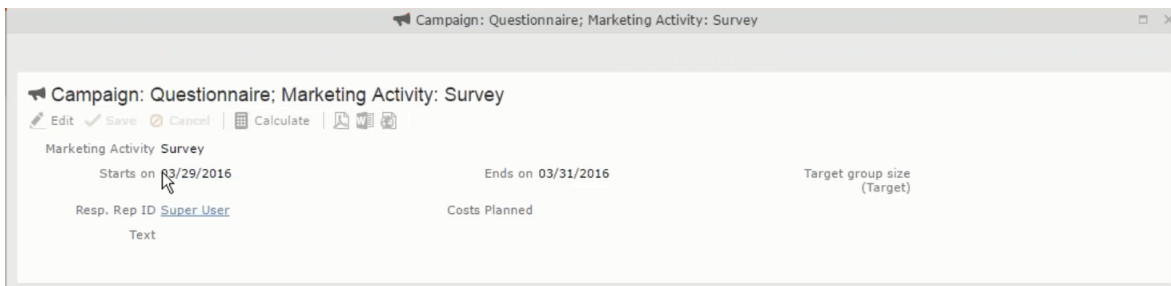 Campaign: Questionnaire; Marketing Activity: Survey
Campaign: Questionnaire; Marketing Activity: Survey
Edit Save Cancel Calculate
Marketing Activity Survey
Starts on 03/29/2016 Ends on 03/31/2016 Target group size
(Target)
Resp. Rep ID Super User Costs Planned
Text